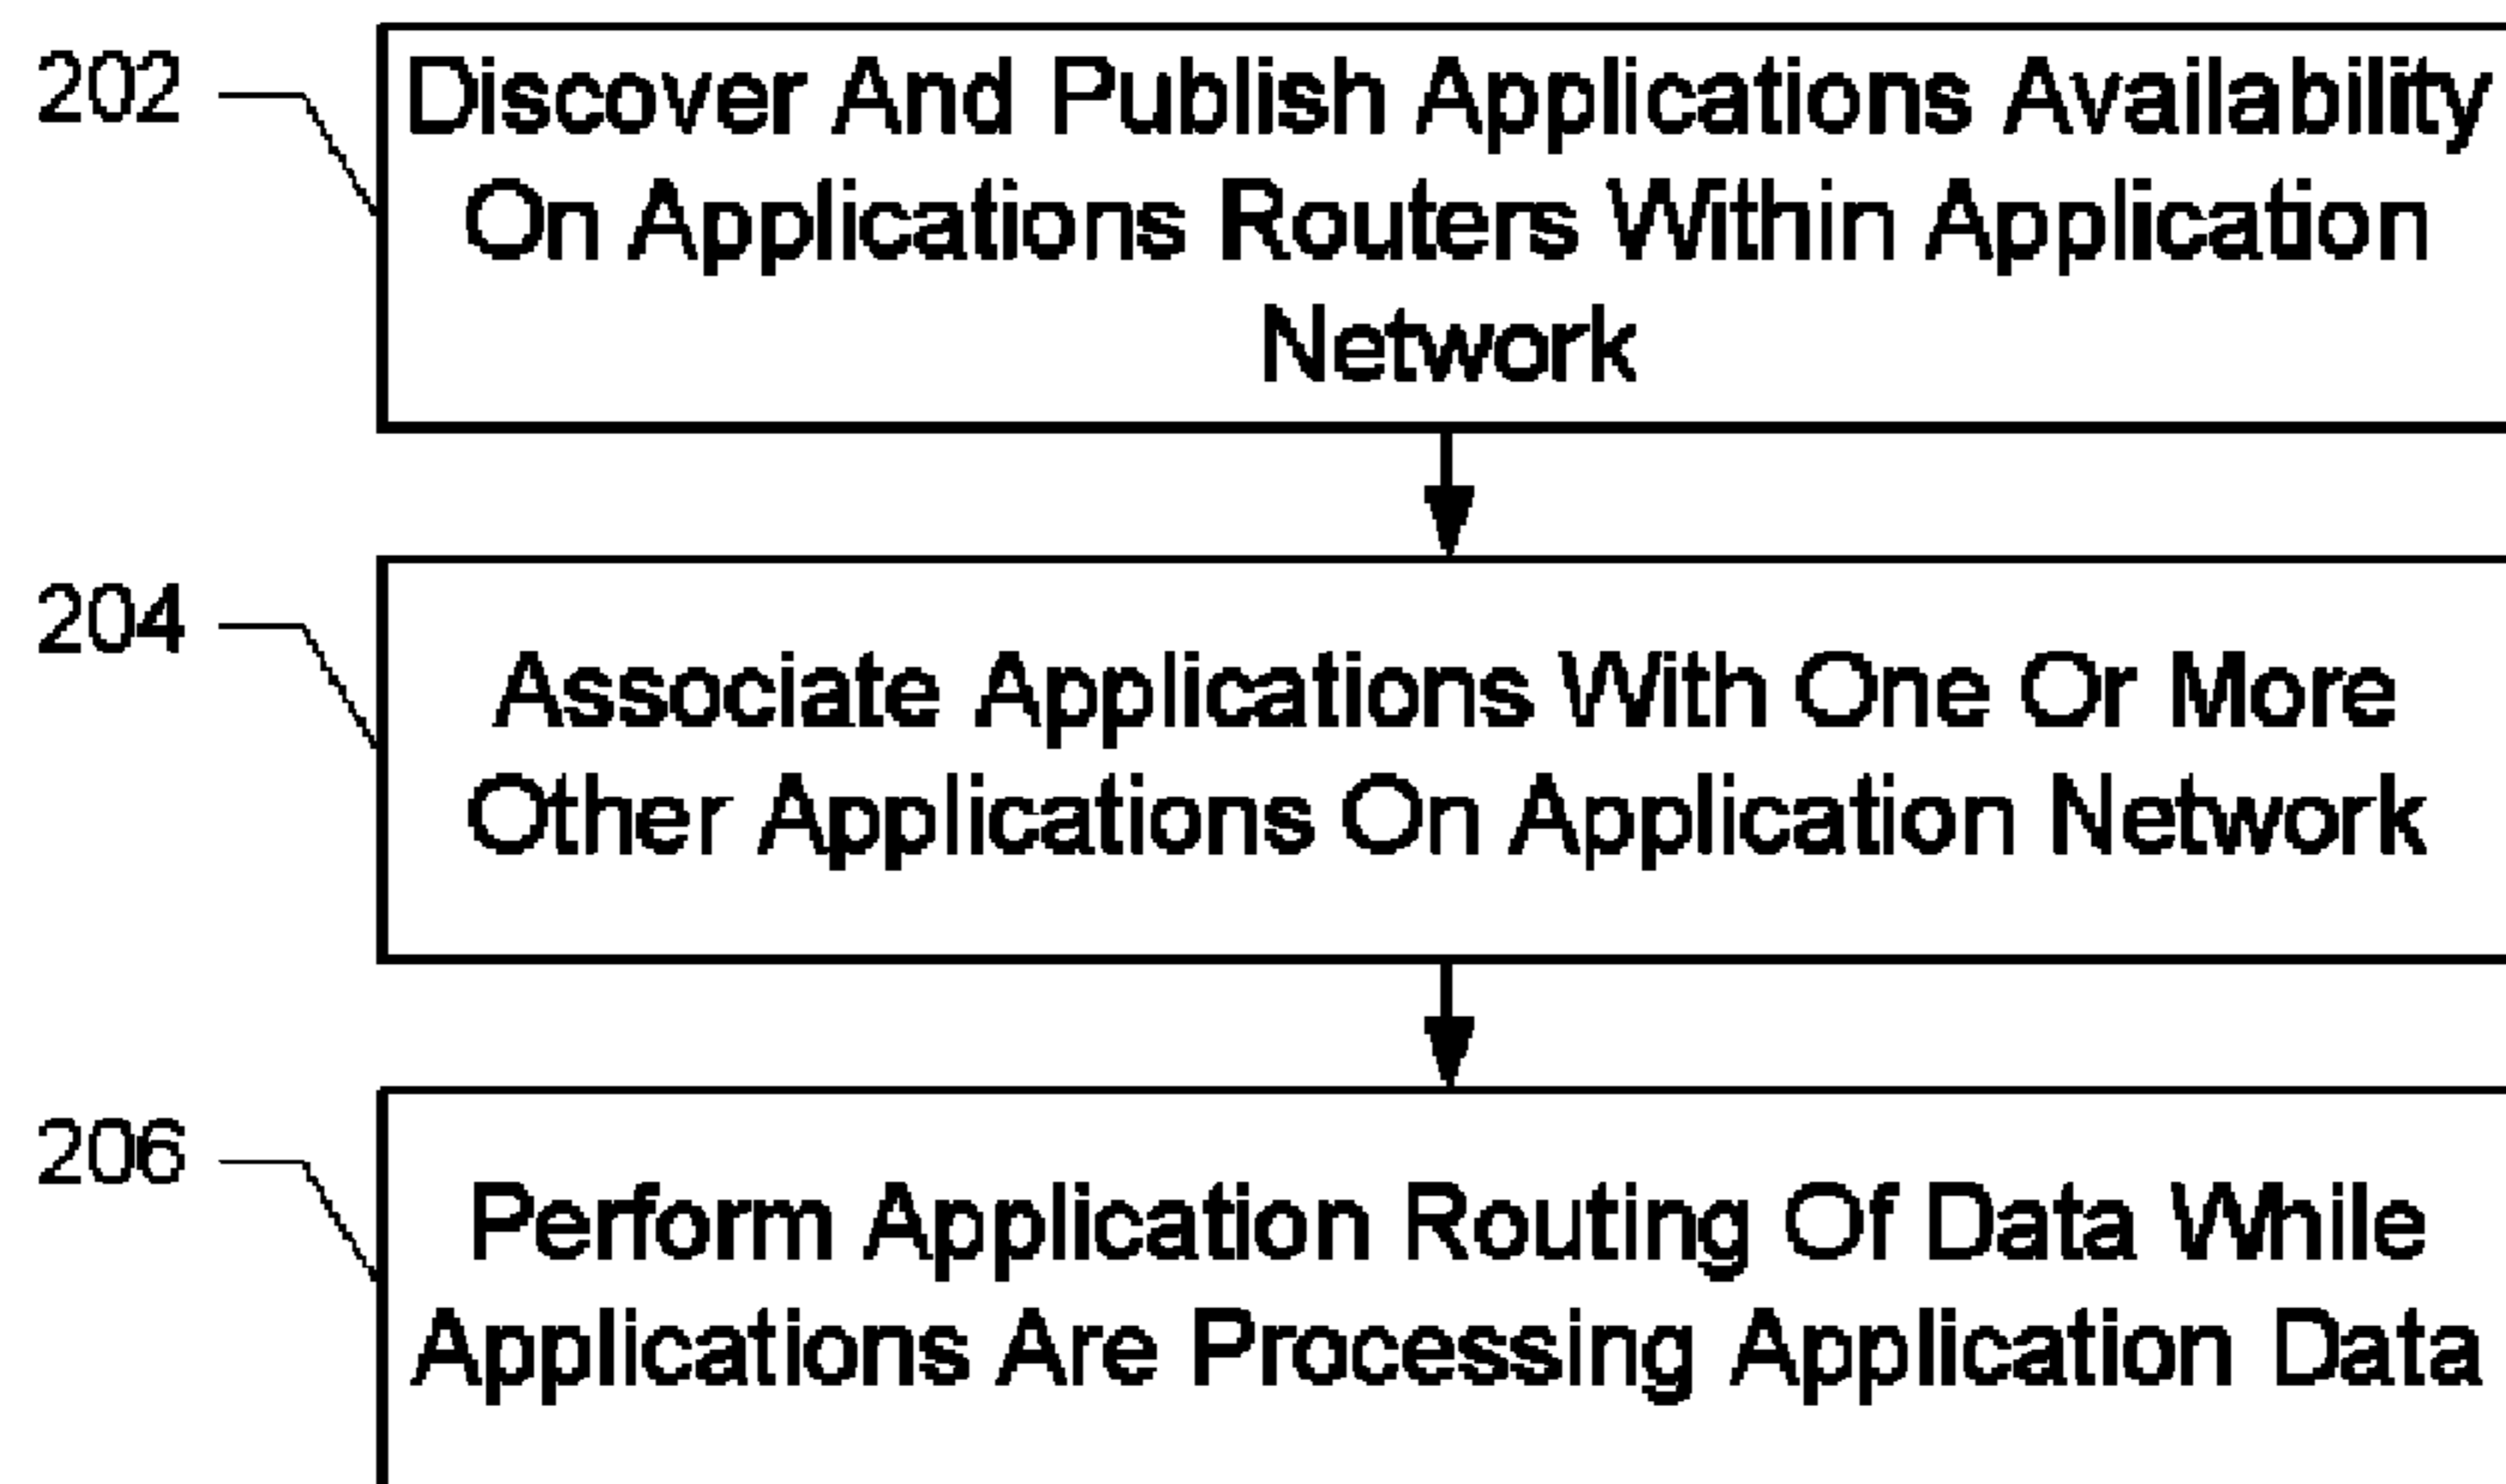 202
Discover And Publish Applications Availability
On Applications Routers Within Application
Network
204
Associate Applications With One Or More
Other Applications On Application Network
206
Perform Application Routing Of Data While
Applications Are Processing Application Data